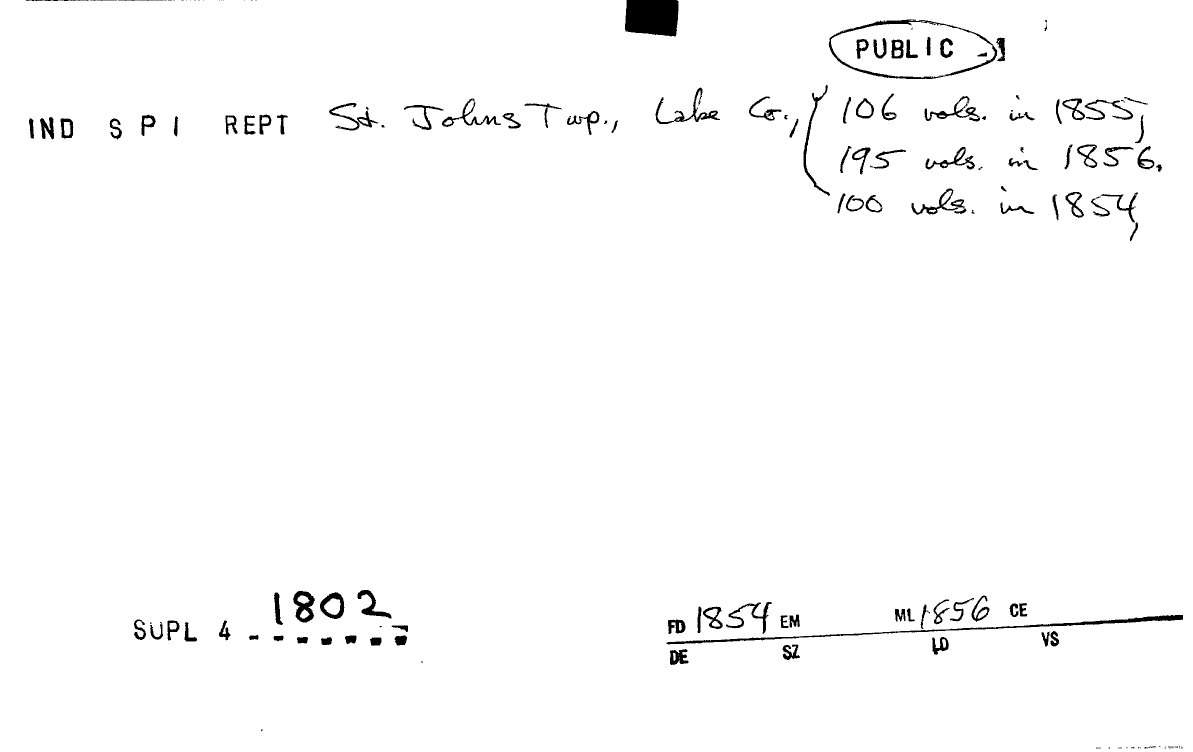 PUBLIC -1
IND S P I REPT St. Johns Twp., Lake Co., 106 vols. in 1855,
195 vols. in 1856.
100 vols. in 1854,
1802
SUPL 4 - - - - - - -
FD 1854 EM ML 1856 CE
DE SZ LD VS